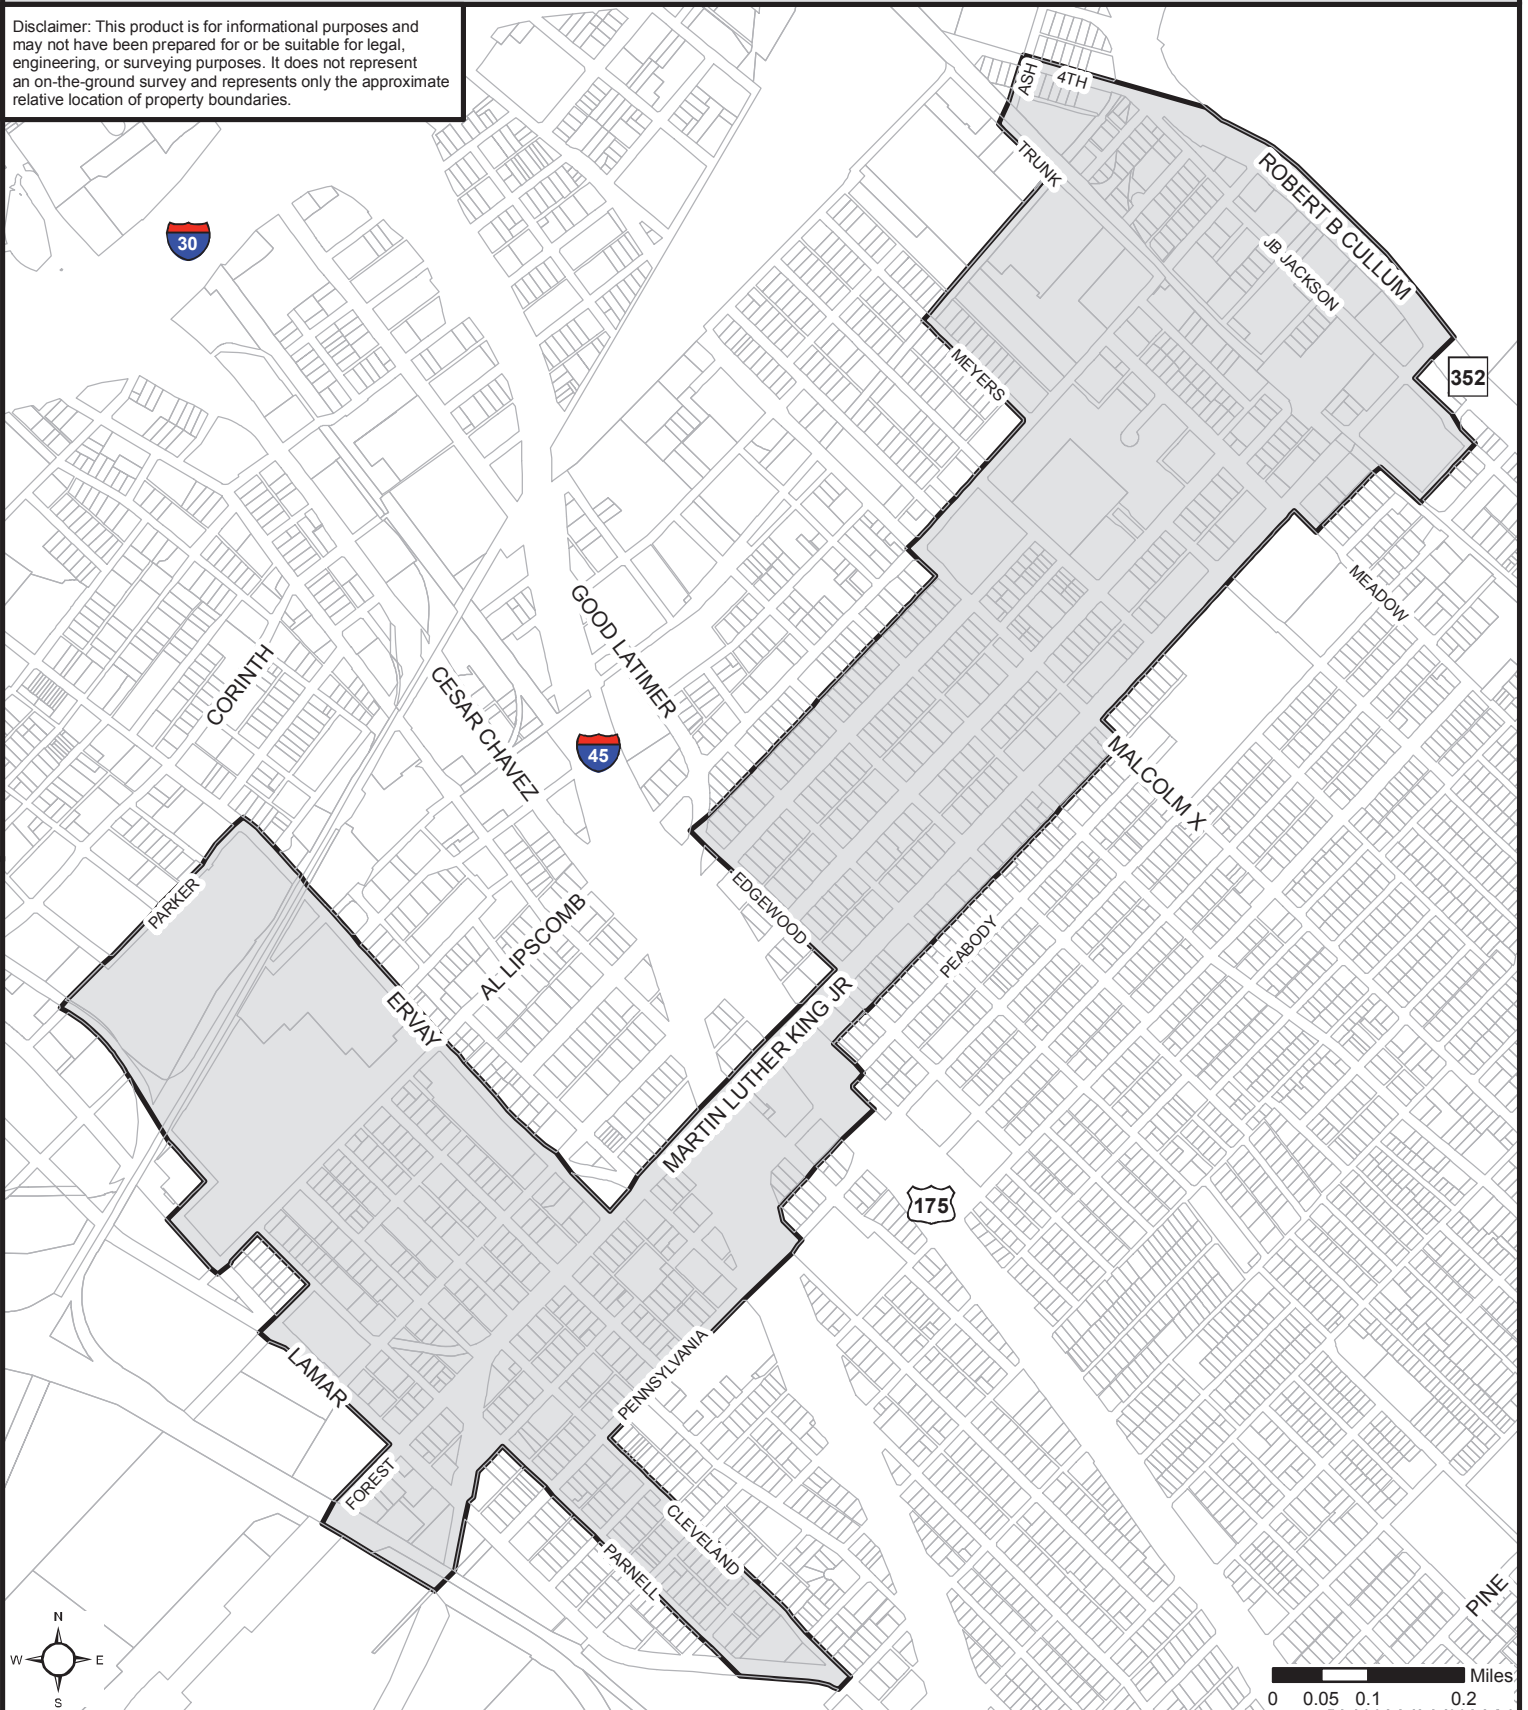 Disclaimer: This product is for informational purposes and
may not have been prepared for or be suitable for legal,
engineering, or surveying purposes. It does not represent
an on-the-ground survey and represents only the approximate
relative location of property boundaries.
ASH
4TH
TRUNK
ROBERT B CULLUM
30
JB JACKSON
MEYERS
352
MEADOW
GOOD LATIMER
CORINTH
CESAR CHAVEZ
45
MALCOLM X
PARKER
EDGEWOOD
AL LIPSCOMB
PEABODY
ERVAY
MARTIN LUTHER KING JR
175
PENNSYLVANIA
LAMAR
FOREST
CLEVELAND
PARNELL
PINE
N
W E
S
Miles
0 0.05 0.1 0.2